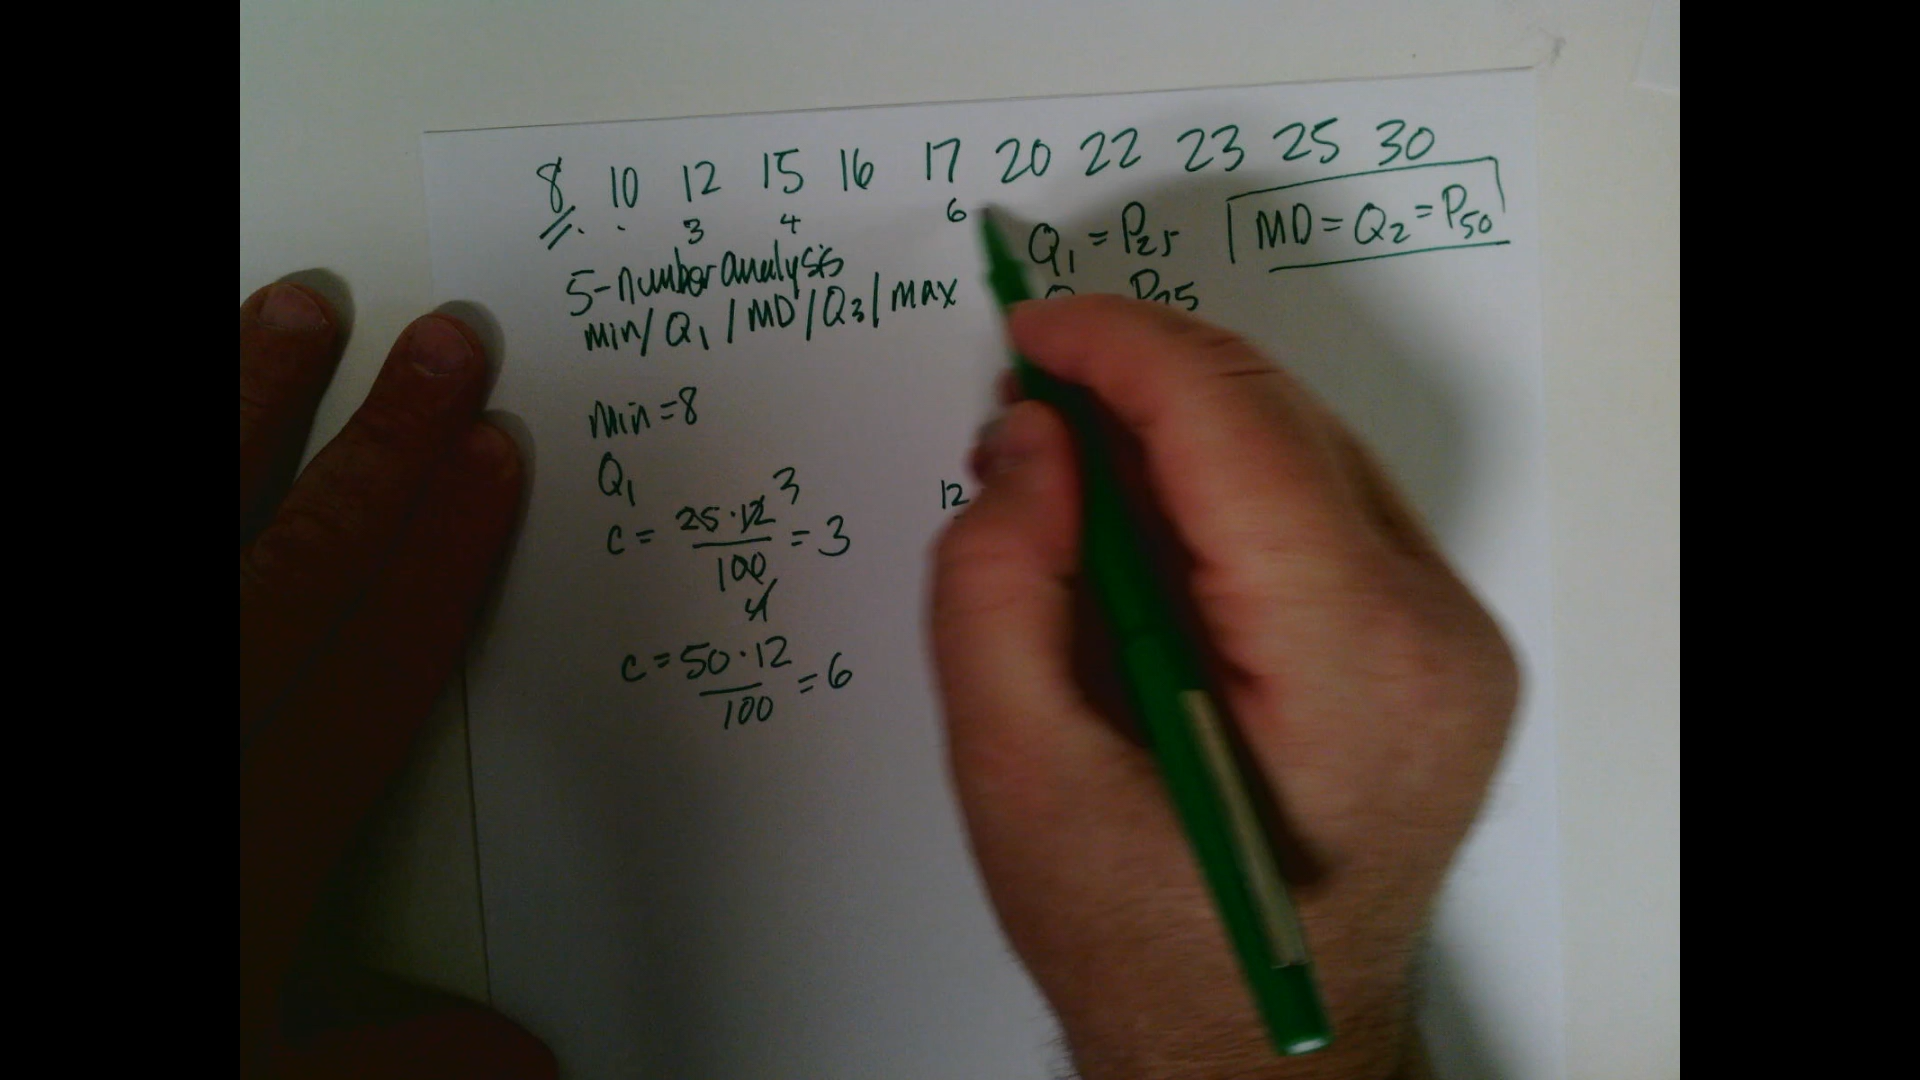 8 10 12 15 16 17 20 22 23 25 30
3 4 6
Q₁ = P₂₅
MD = Q₂ = P₅₀
5-number analysis
min/ Q₁ / MD / Q₃ / max
min = 8
Q₁
c = 25·12 3
100 = 3
4
12
c = 50·12
100 = 6